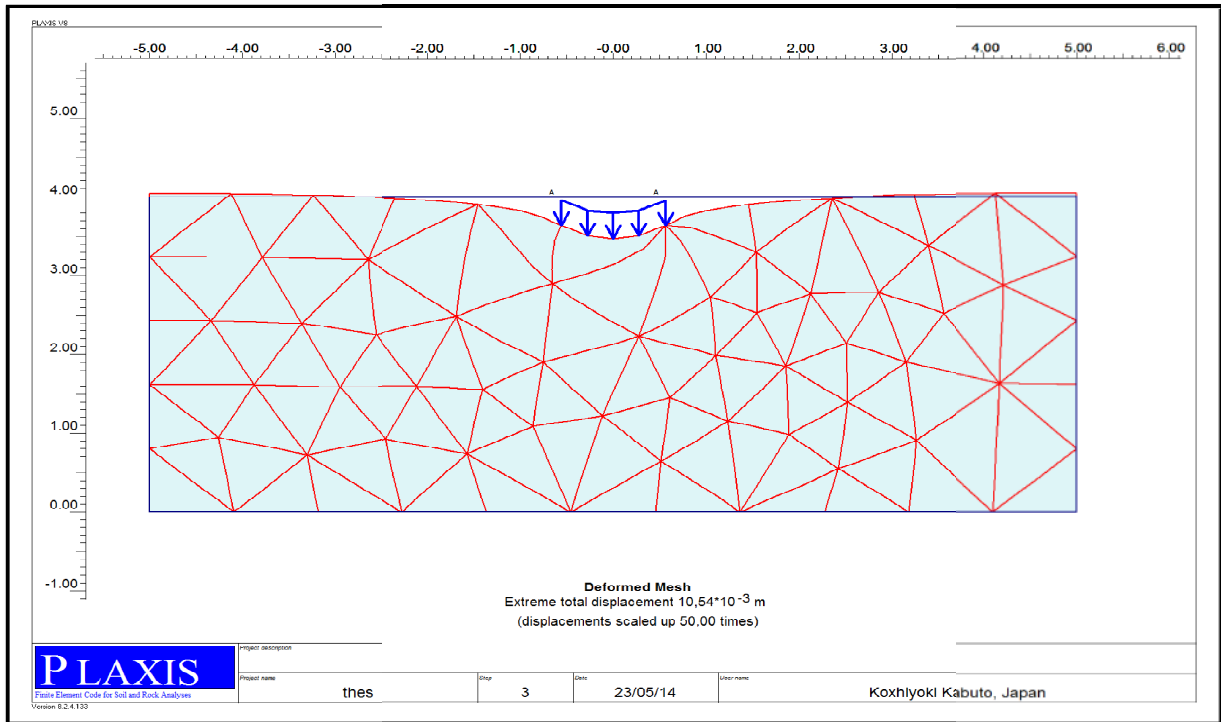 PLAXIS V8
-5.00 -4.00 -3.00 -2.00 -1.00 -0.00 1.00 2.00 3.00 4.00 5.00 6.00
5.00
4.00
3.00
2.00
1.00
0.00
-1.00
A A
Deformed Mesh
Extreme total displacement 10,54*10-3 m
(displacements scaled up 50,00 times)
PLAXIS
Finite Element Code for Soil and Rock Analyses
Version 8.2.4.133
Project description
Project name
thes
Step
3
Date
23/05/14
User name
Koxhiyoki Kabuto, Japan